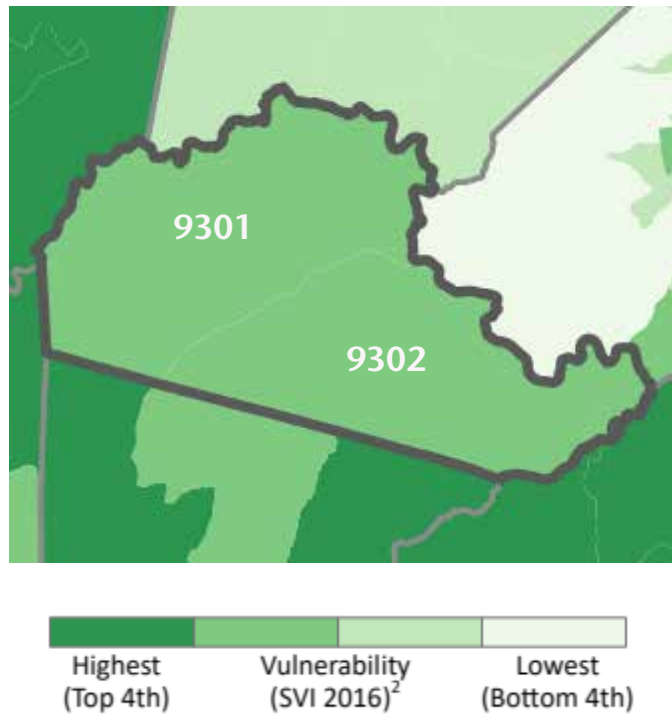 9301
9302
Highest
(Top 4th)
Vulnerability
(SVI 2016)²
Lowest
(Bottom 4th)